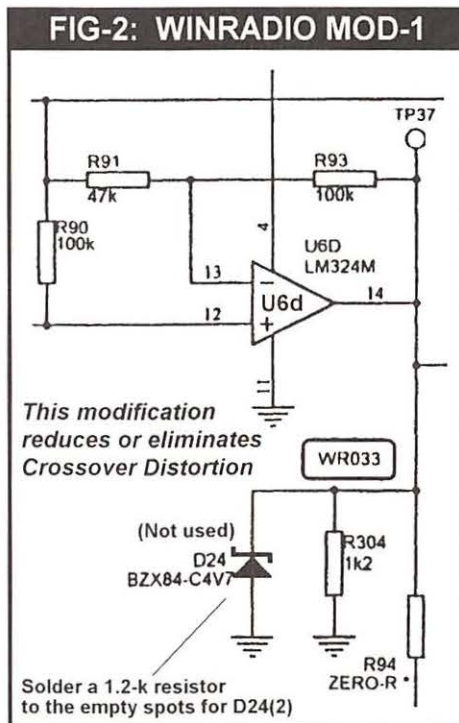 FIG-2: WINRADIO MOD-1
TP37
R91
47k
R93
100k
R90
100k
4
U6D
LM324M
13
U6d
14
12
11
This modification
reduces or eliminates
Crossover Distortion
WR033
(Not used)
D24
BZX84-C4V7
R304
1k2
R94
ZERO-R
Solder a 1.2-k resistor
to the empty spots for D24(2)